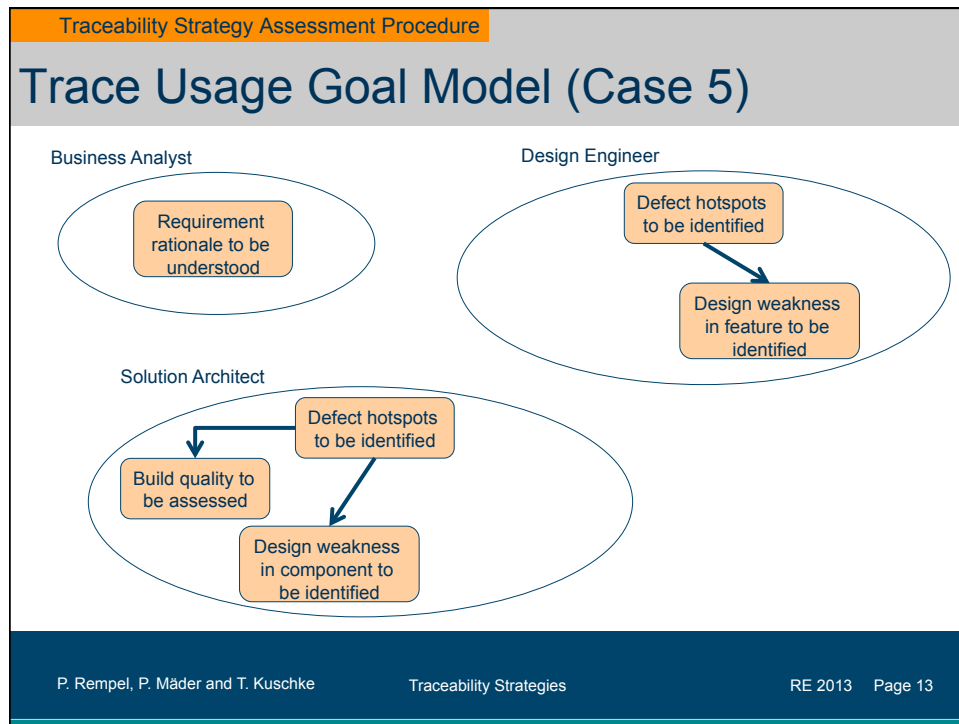 Traceability Strategy Assessment Procedure
Trace Usage Goal Model (Case 5)
Business Analyst
Requirement
rationale to be
understood
Design Engineer
Defect hotspots
to be identified
Design weakness
in feature to be
identified
Solution Architect
Defect hotspots
to be identified
Build quality to
be assessed
Design weakness
in component to
be identified
P. Rempel, P. Mäder and T. Kuschke
Traceability Strategies
RE 2013 Page 13